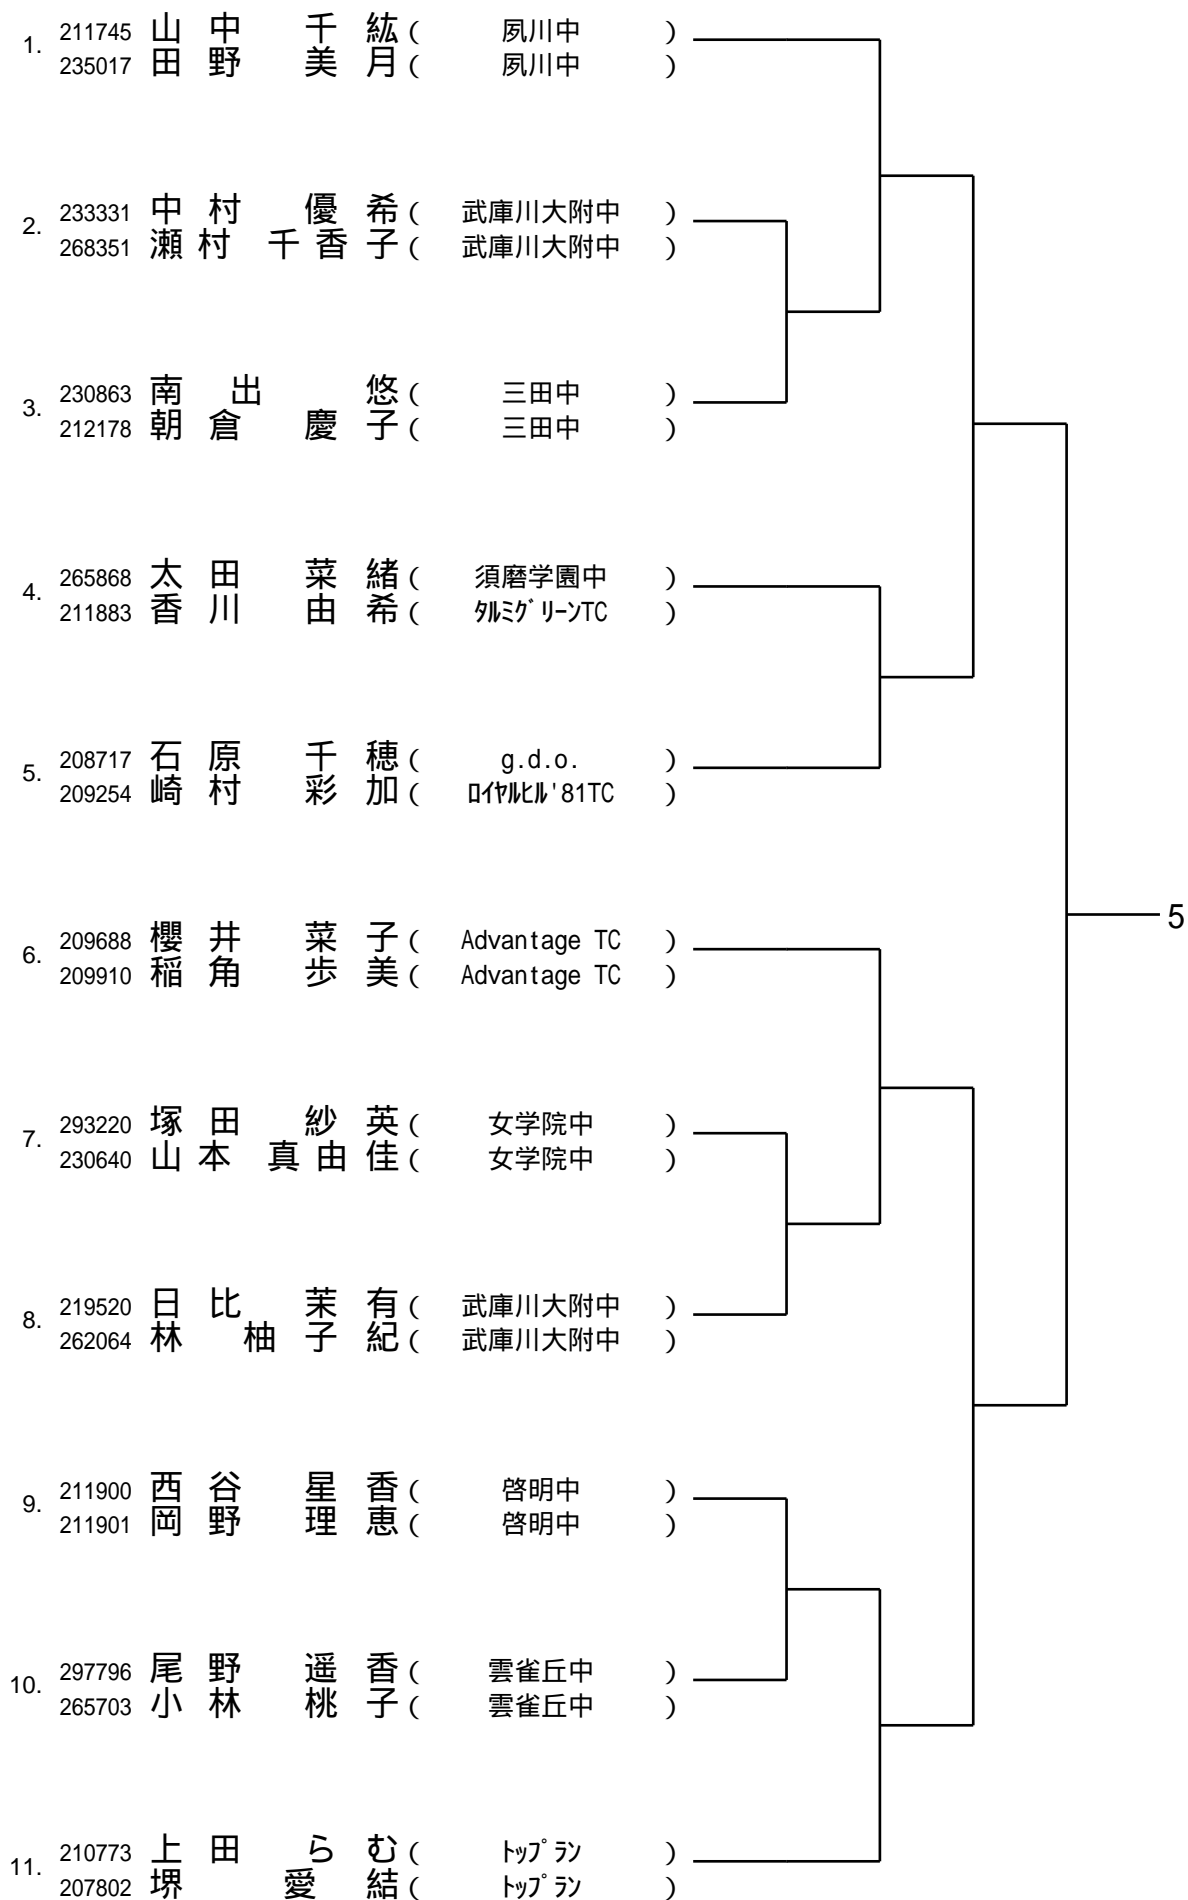 1. 211745 山中 千紘 ( 夙川中 )
235017 田野 美月 ( 夙川中 )
2. 233331 中村 優希 ( 武庫川大附中 )
268351 瀬村 千香子 ( 武庫川大附中 )
3. 230863 南出 悠 ( 三田中 )
212178 朝倉 慶子 ( 三田中 )
4. 265868 太田 菜緒 ( 須磨学園中 )
211883 香川 由希 ( ﾀﾙﾐｸﾞﾘｰﾝTC )
5. 208717 石原 千穂 ( g.d.o. )
209254 崎村 彩加 ( ﾛｲﾔﾙﾋﾙ'81TC )
5
6. 209688 櫻井 菜子 ( Advantage TC )
209910 稲角 歩美 ( Advantage TC )
7. 293220 塚田 紗英 ( 女学院中 )
230640 山本 真由佳 ( 女学院中 )
8. 219520 日比 茉有 ( 武庫川大附中 )
262064 林 柚子紀 ( 武庫川大附中 )
9. 211900 西谷 星香 ( 啓明中 )
211901 岡野 理恵 ( 啓明中 )
10. 297796 尾野 遥香 ( 雲雀丘中 )
265703 小林 桃子 ( 雲雀丘中 )
11. 210773 上田 らむ ( ﾄｯﾌﾟﾗﾝ )
207802 堺 愛結 ( ﾄｯﾌﾟﾗﾝ )